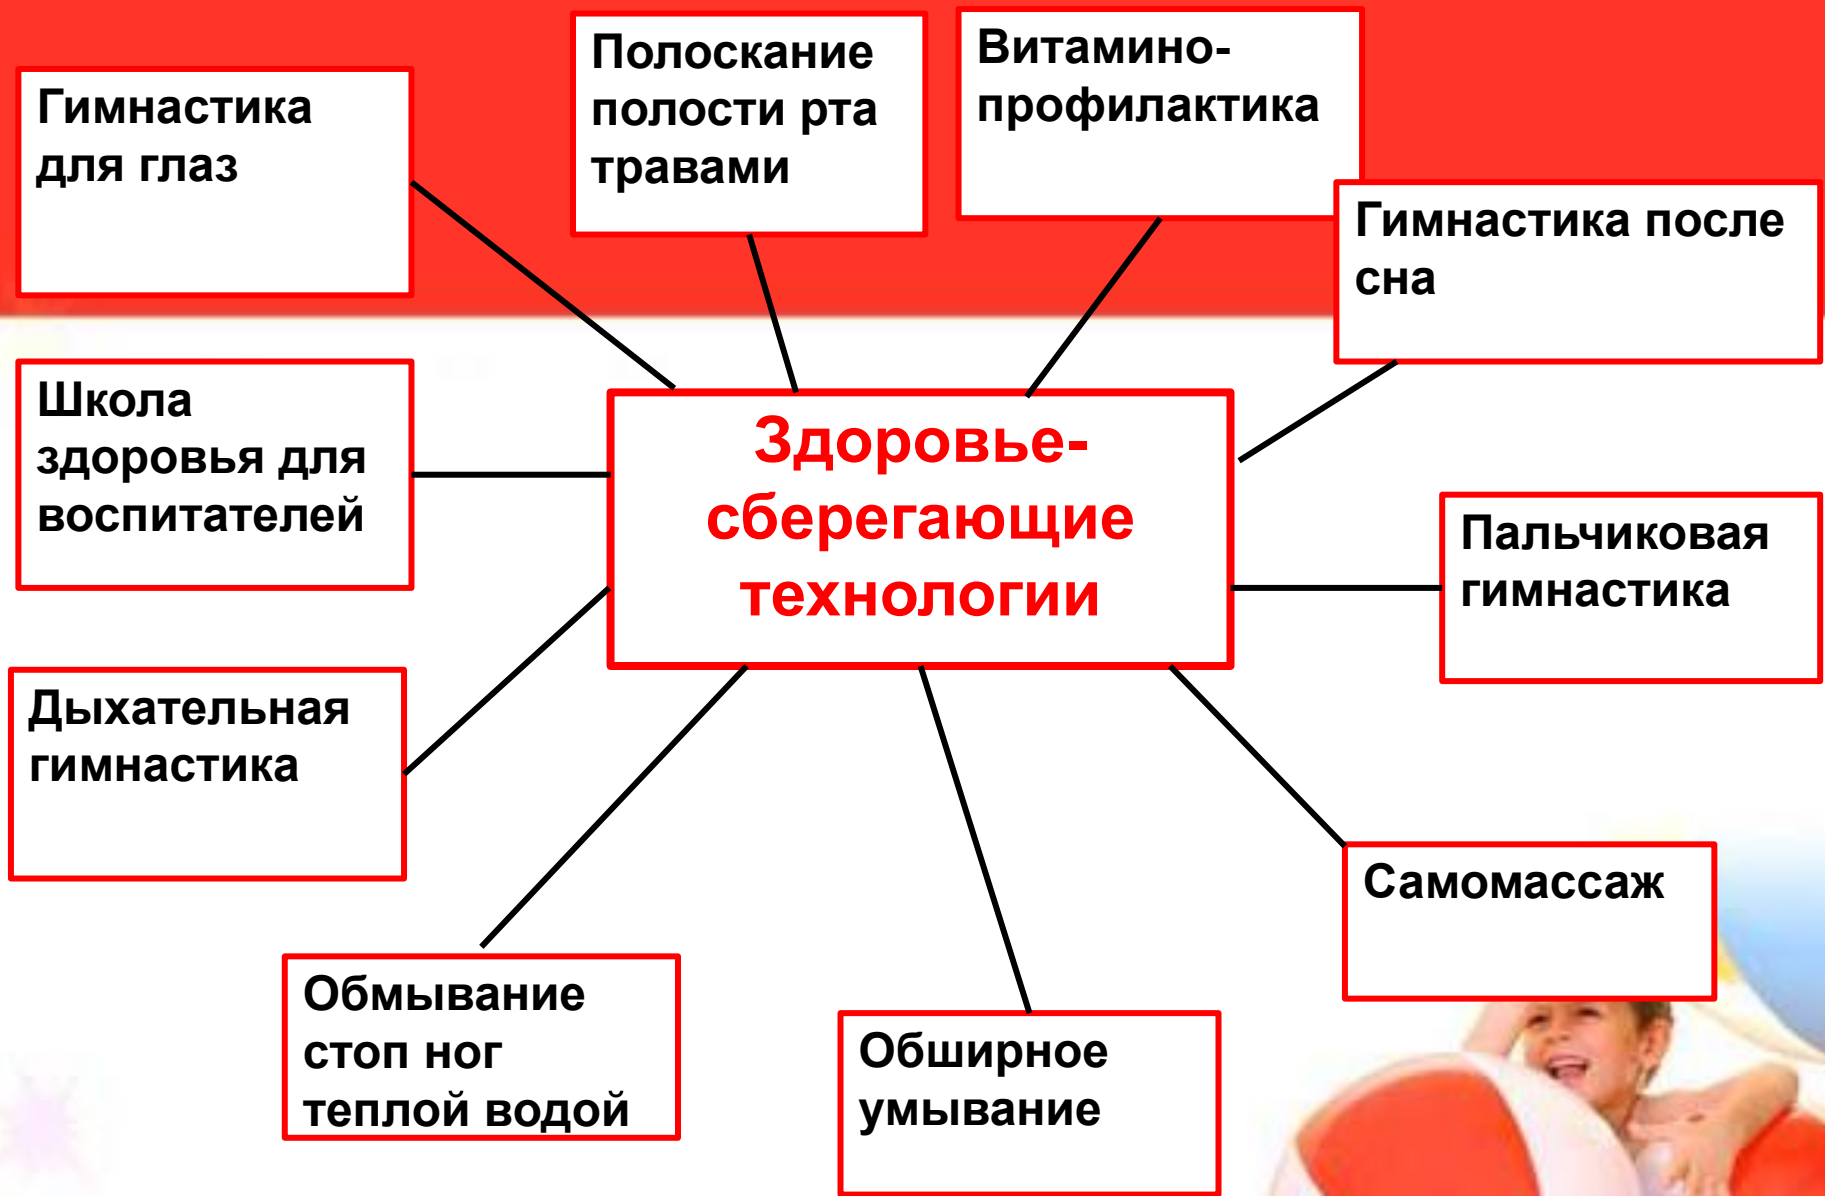 Гимнастика
для глаз
Полоскание
полости рта
травами
Витамино-
профилактика
Гимнастика после
сна
Школа
здоровья для
воспитателей
Здоровье-
сберегающие
технологии
Пальчиковая
гимнастика
Дыхательная
гимнастика
Самомассаж
Обмывание
стоп ног
теплой водой
Обширное
умывание